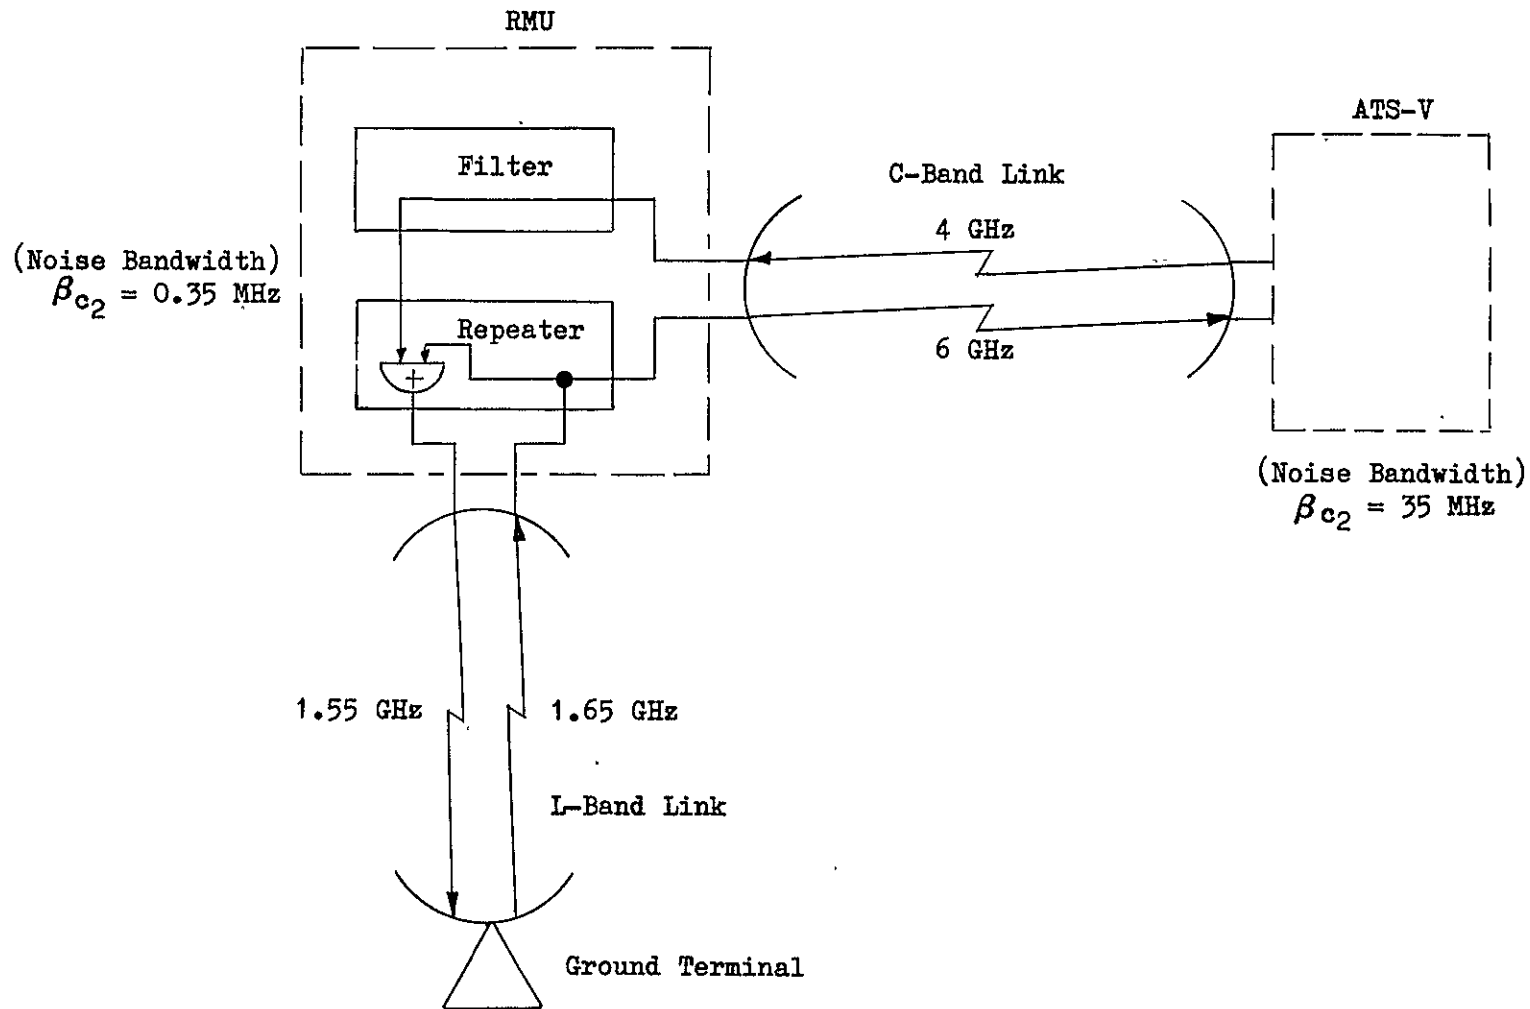 RMU
ATS-V
Filter
C-Band Link
4 GHz
(Noise Bandwidth)
βc2 = 0.35 MHz
Repeater
+
6 GHz
(Noise Bandwidth)
βc2 = 35 MHz
1.55 GHz
1.65 GHz
L-Band Link
Ground Terminal